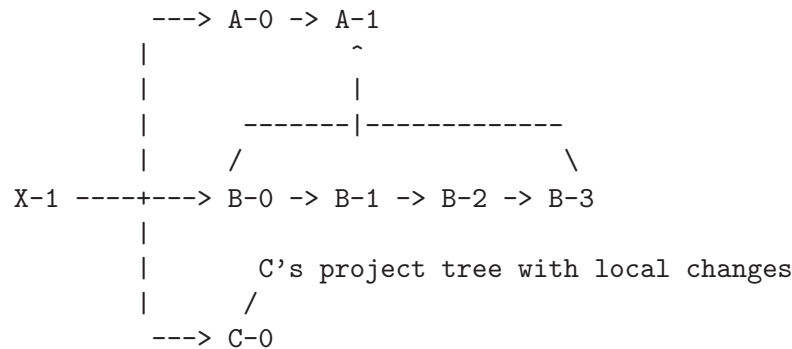 ---> A-0 -> A-1
| ^
| |
| -------|-------------
| / \
X-1 ----+---> B-0 -> B-1 -> B-2 -> B-3
|
| C's project tree with local changes
| /
---> C-0